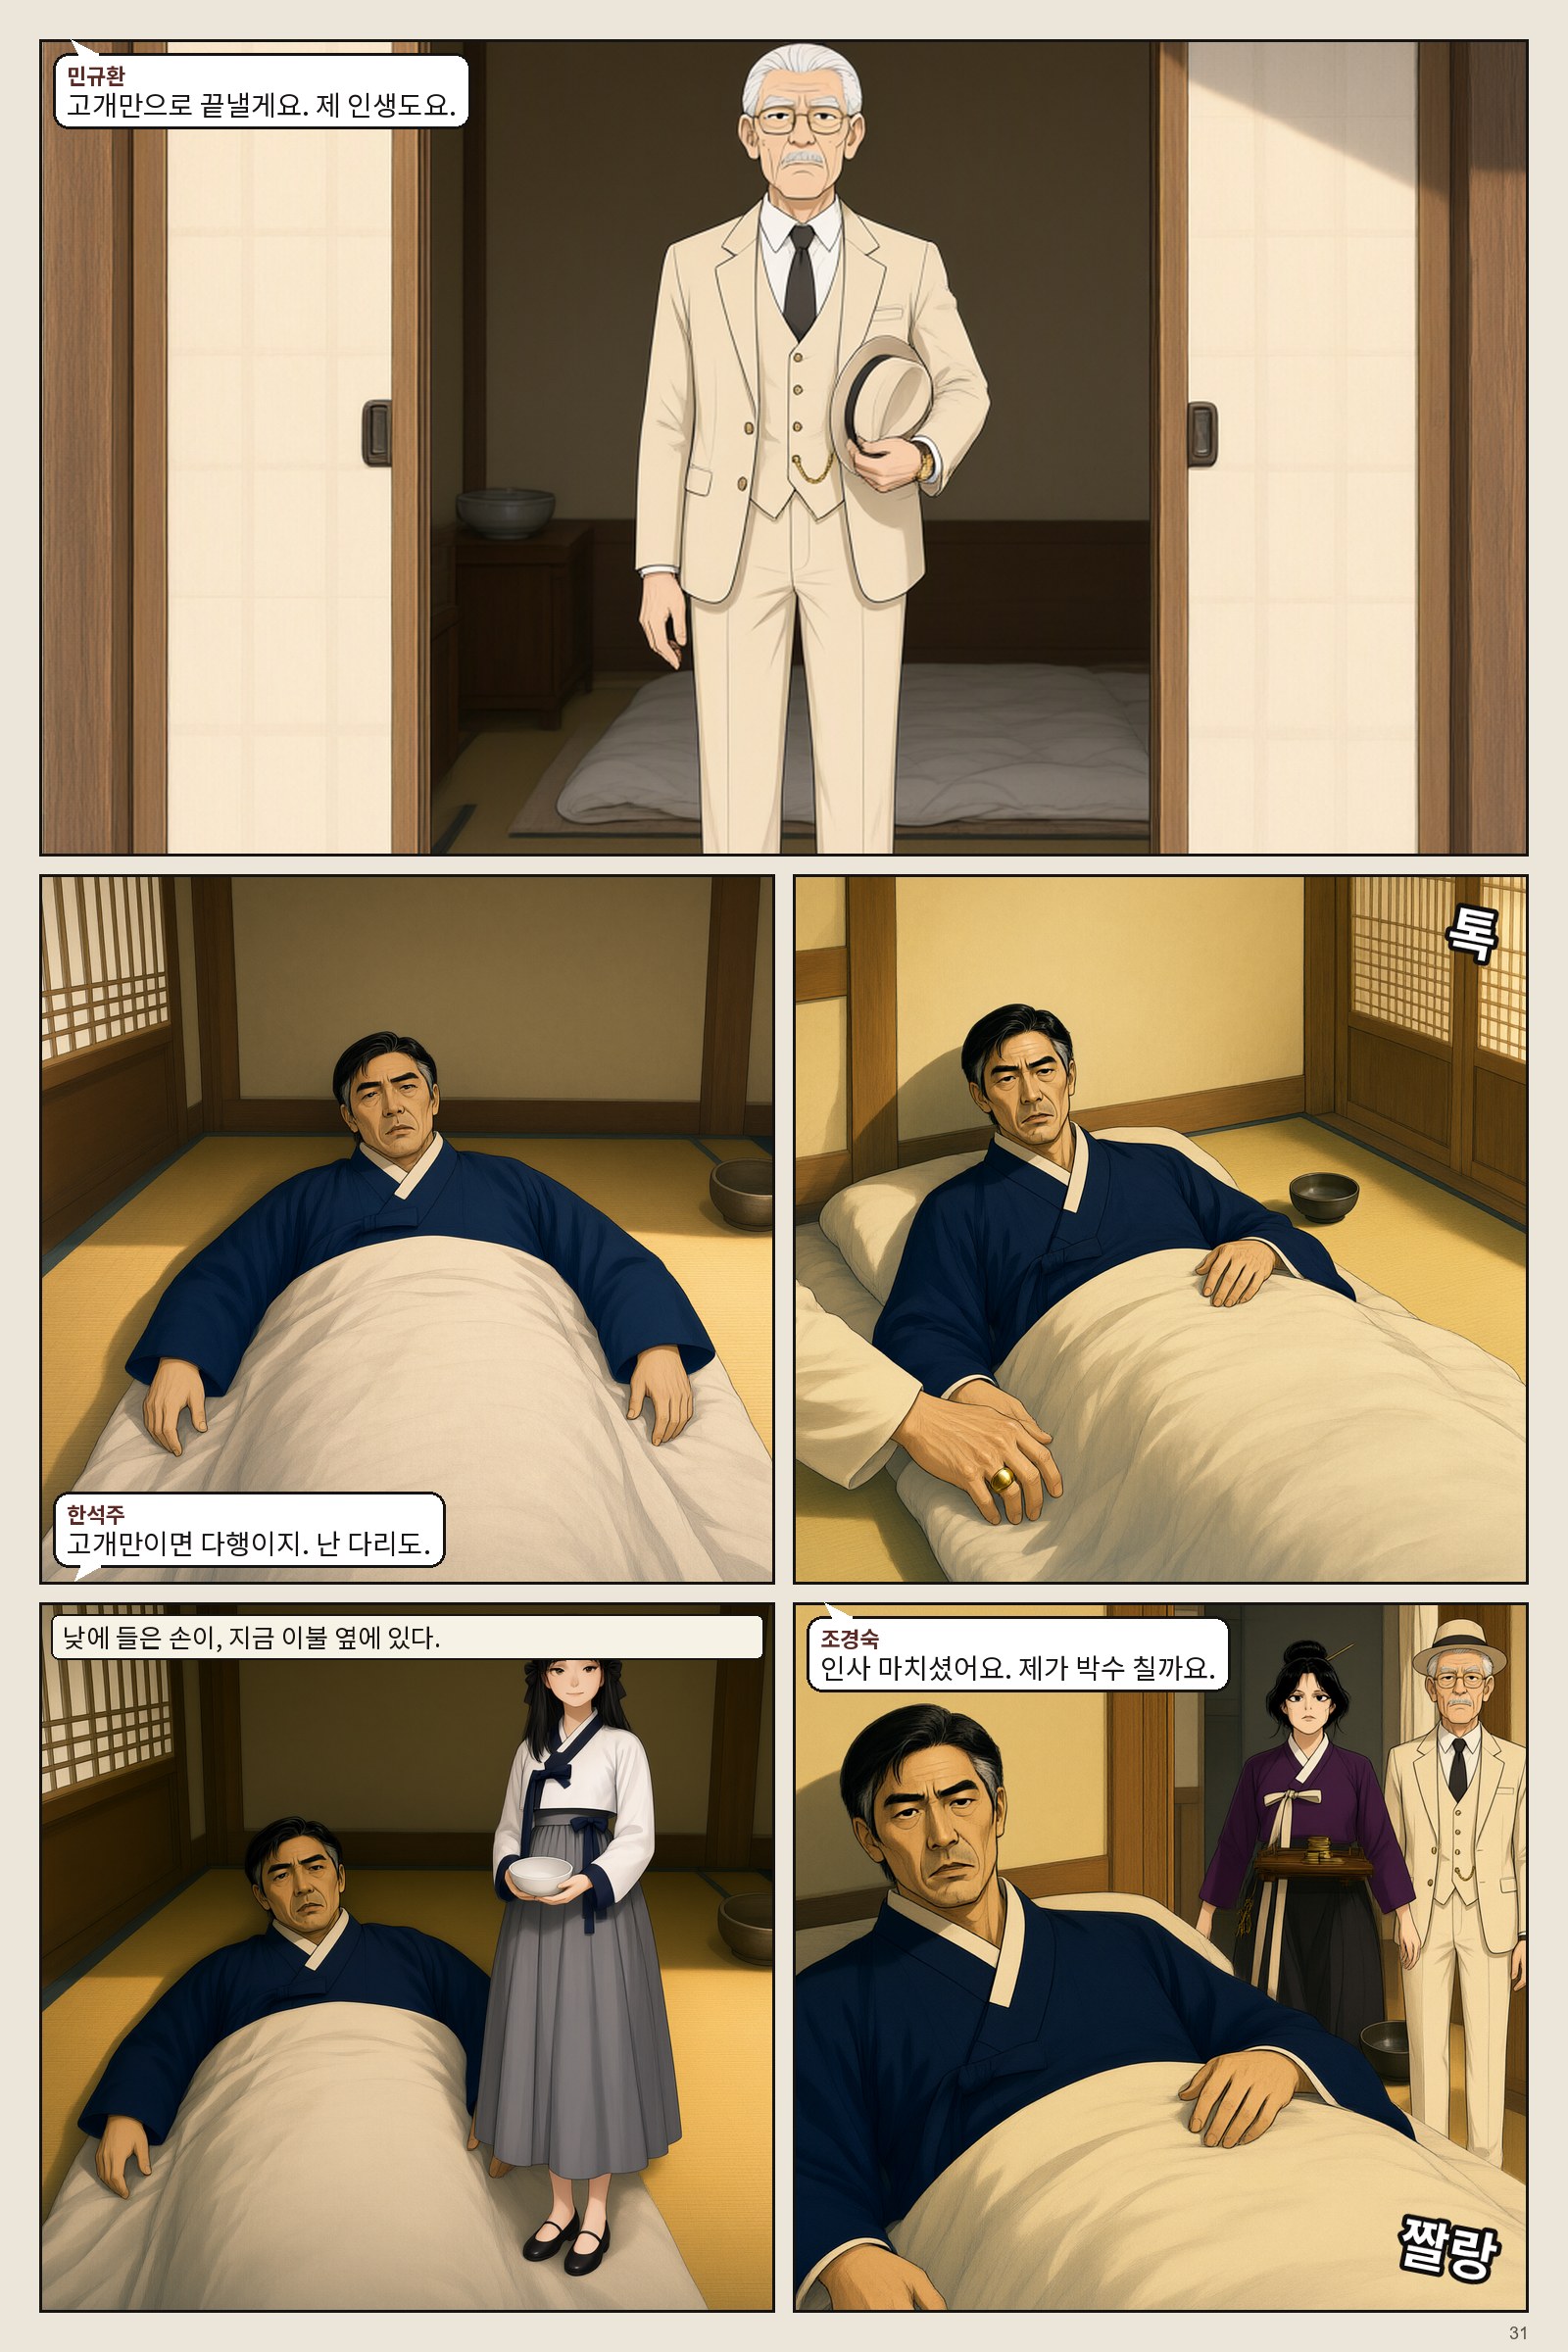 민규환
고개만으로 끝낼게요. 제 인생도요.
한석주
고개만이면 다행이지. 난 다리도.
톡
낮에 들은 손이, 지금 이불 옆에 있다.
조경숙
인사 마치셨어요. 제가 박수 칠까요.
짤랑
31